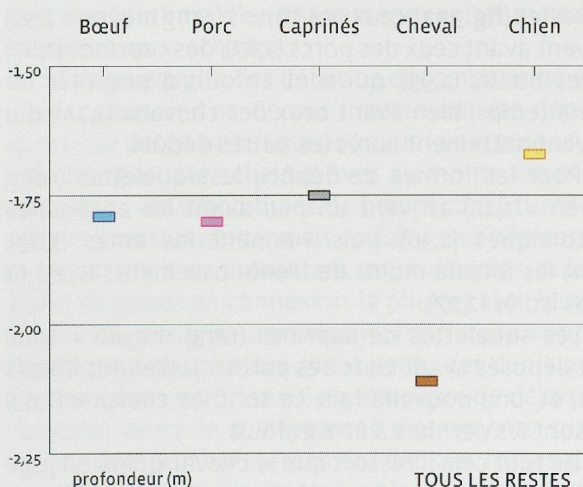 Bœuf Porc Caprinés Cheval Chien
-1,50
-1,75
-2,00
-2,25
profondeur (m) TOUS LES RESTES